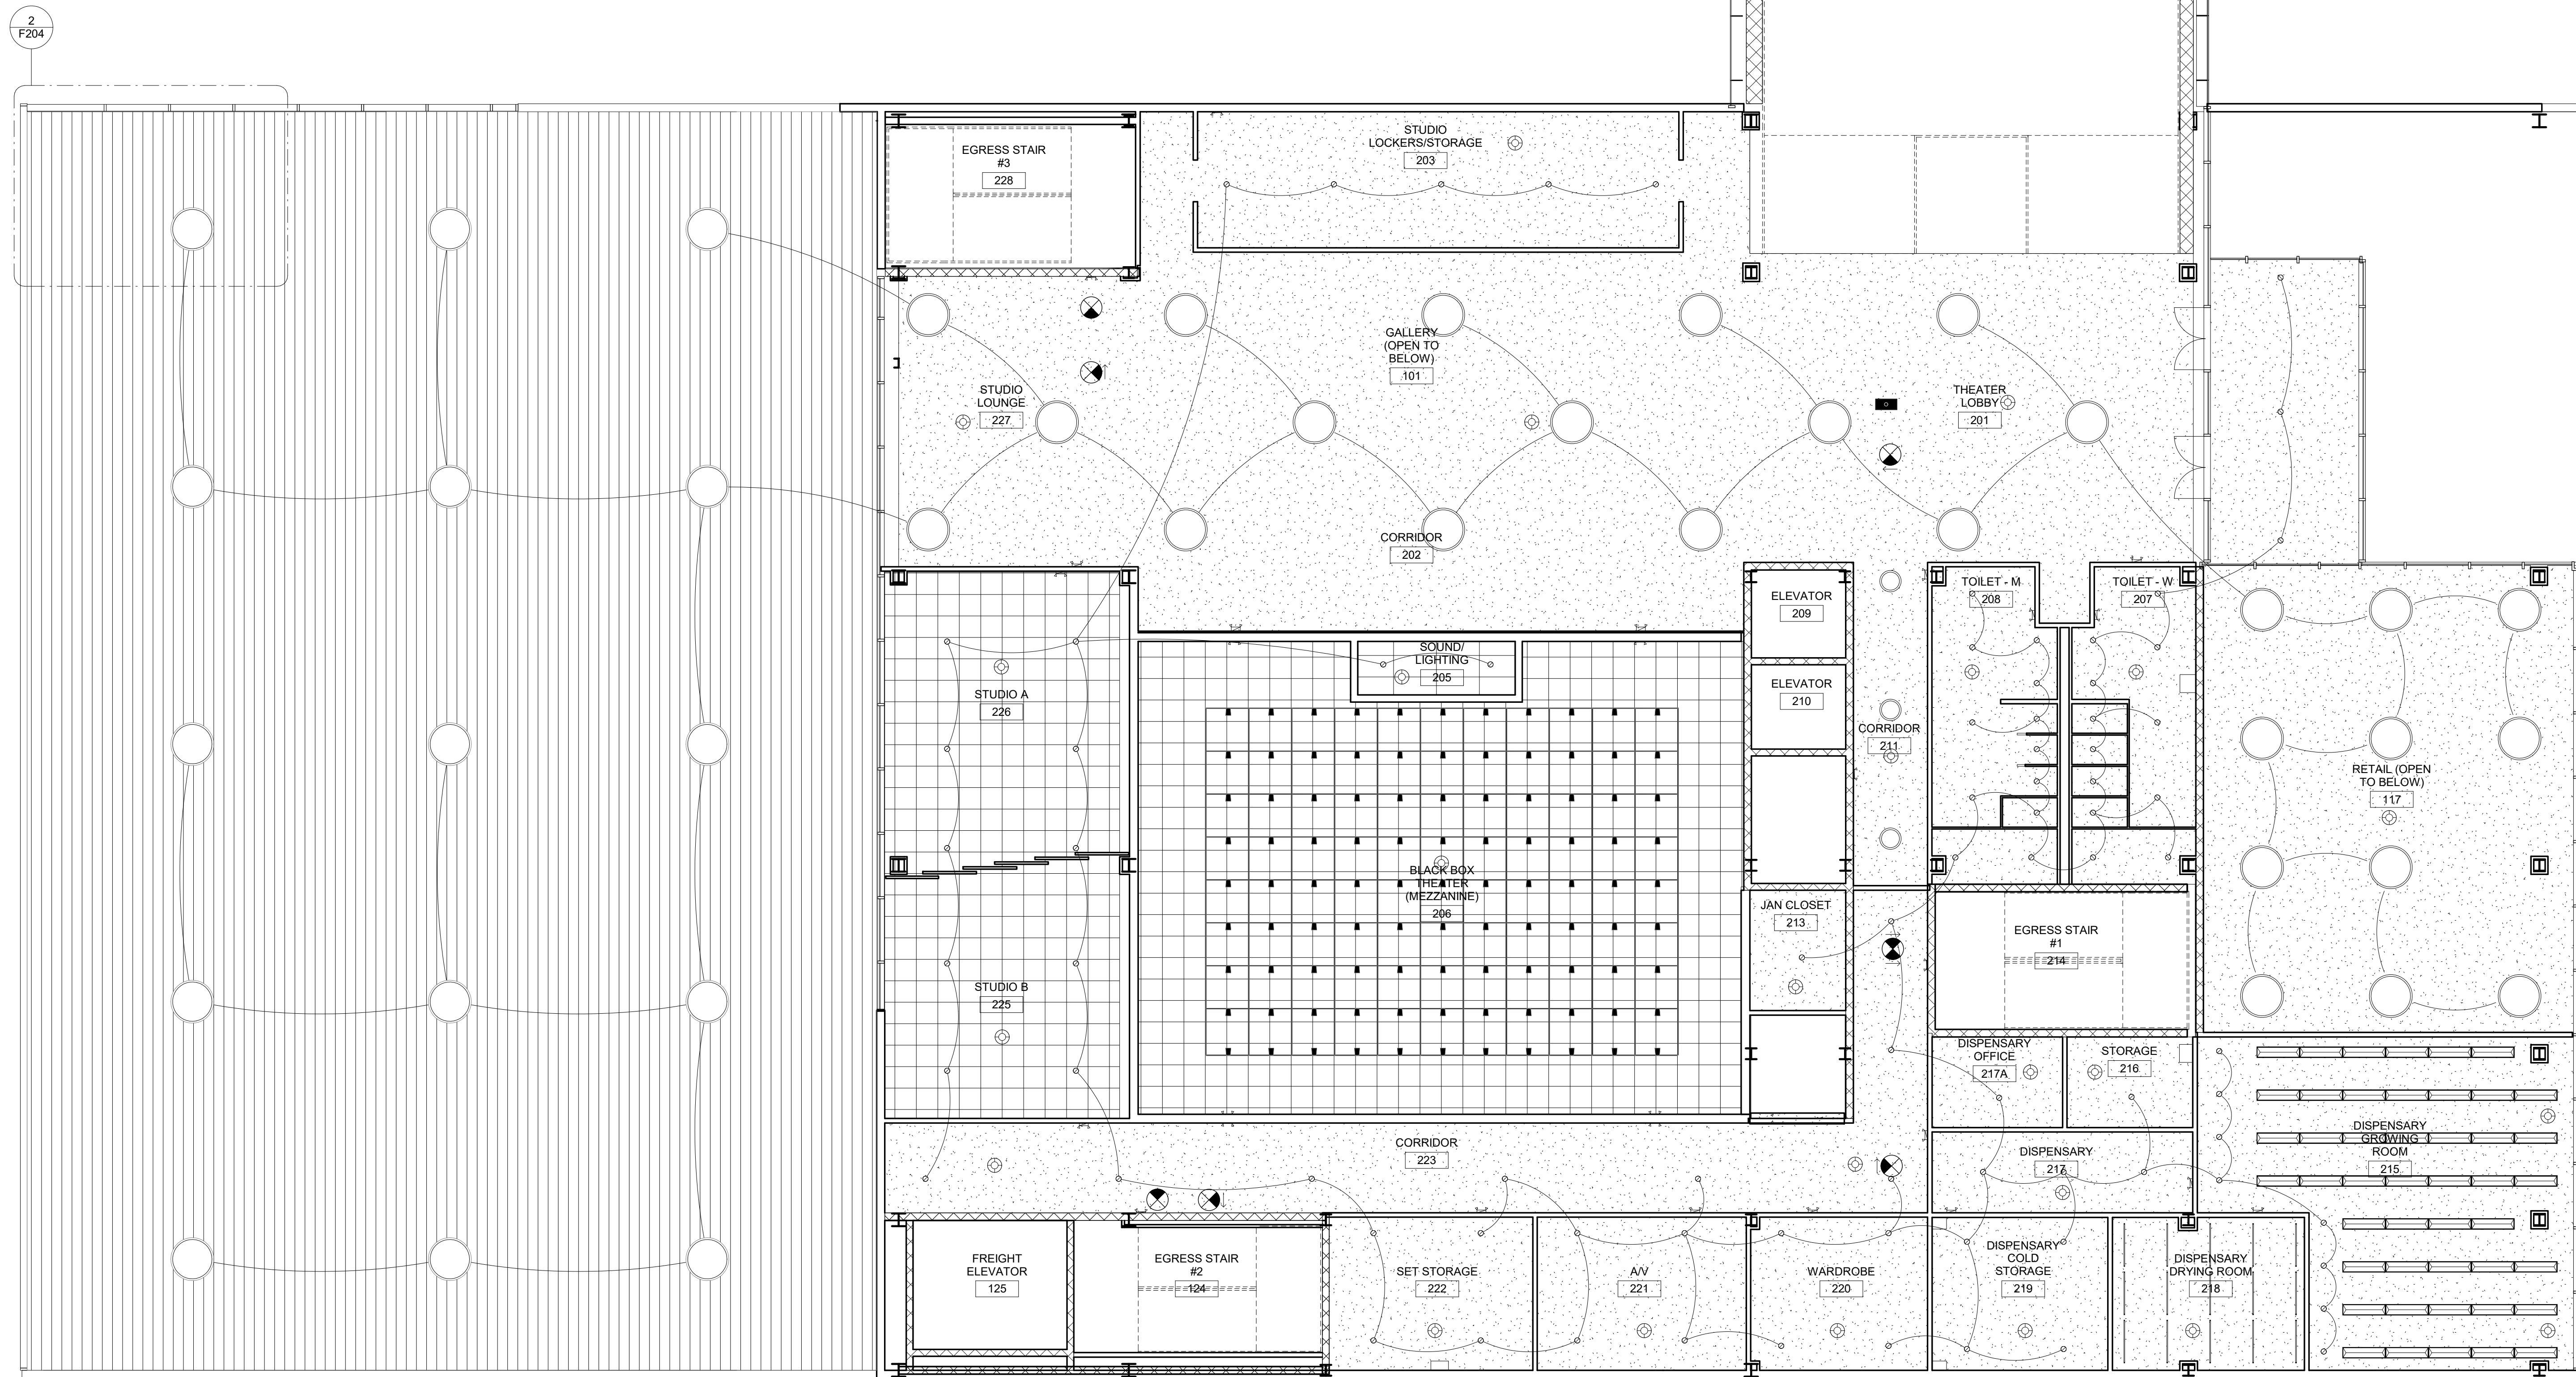 2
F204
EGRESS STAIR
#3
228
STUDIO
LOCKERS/STORAGE
203
GALLERY
(OPEN TO
BELOW)
101
STUDIO
LOUNGE
227
THEATER
LOBBY
201
CORRIDOR
202
ELEVATOR
209
TOILET - M
208
TOILET - W
207
SOUND/
LIGHTING
205
STUDIO A
226
ELEVATOR
210
CORRIDOR
211
RETAIL (OPEN
TO BELOW)
117
BLACK BOX
THEATER
(MEZZANINE)
206
JAN CLOSET
213
EGRESS STAIR
#1
214
STUDIO B
225
DISPENSARY
OFFICE
217A
STORAGE
216
CORRIDOR
223
DISPENSARY
217
DISPENSARY
GROWING
ROOM
215
FREIGHT
ELEVATOR
125
EGRESS STAIR
#2
124
SET STORAGE
222
A/V
221
WARDROBE
220
DISPENSARY
COLD
STORAGE
219
DISPENSARY
DRYING ROOM
218